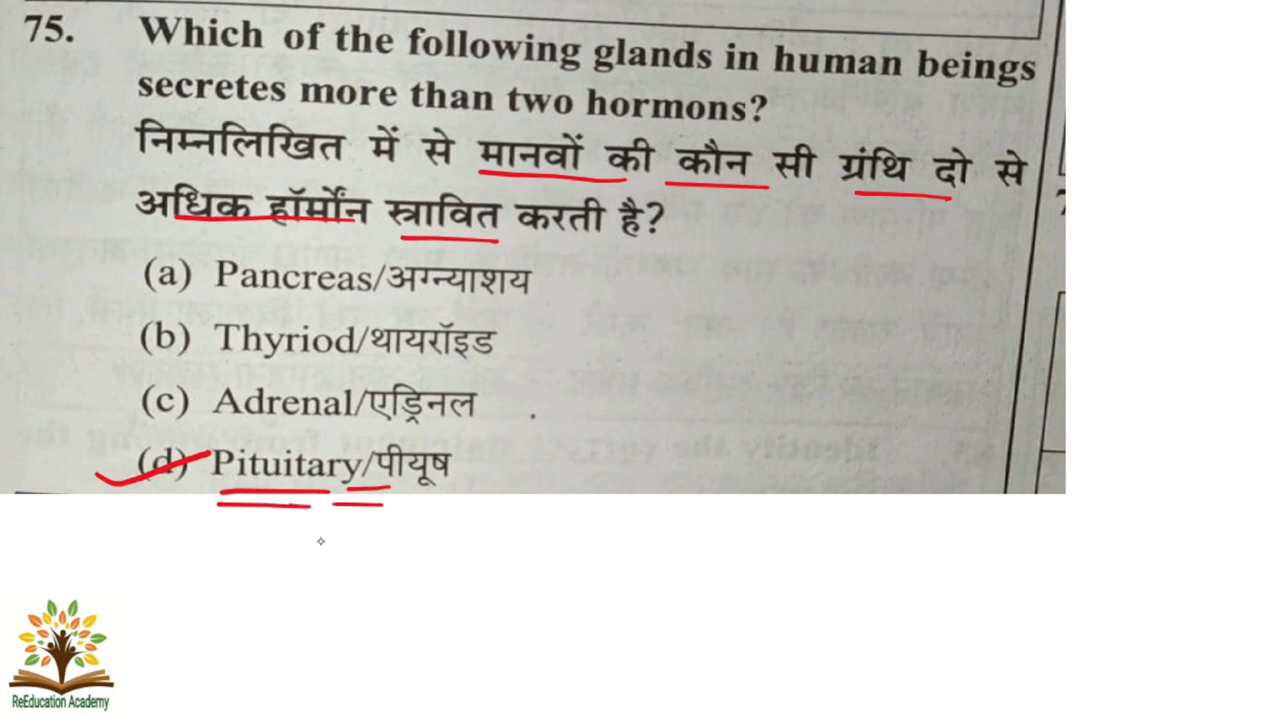 75. Which of the following glands in human beings
secretes more than two hormons?
निम्नलिखित में से मानवों की कौन सी ग्रंथि दो से
अधिक हॉर्मोंन स्त्रावित करती है?
(a) Pancreas/अग्न्याशय
(b) Thyriod/थायरॉइड
(c) Adrenal/एड्रिनल
(d) Pituitary/पीयूष
ReEducation Academy